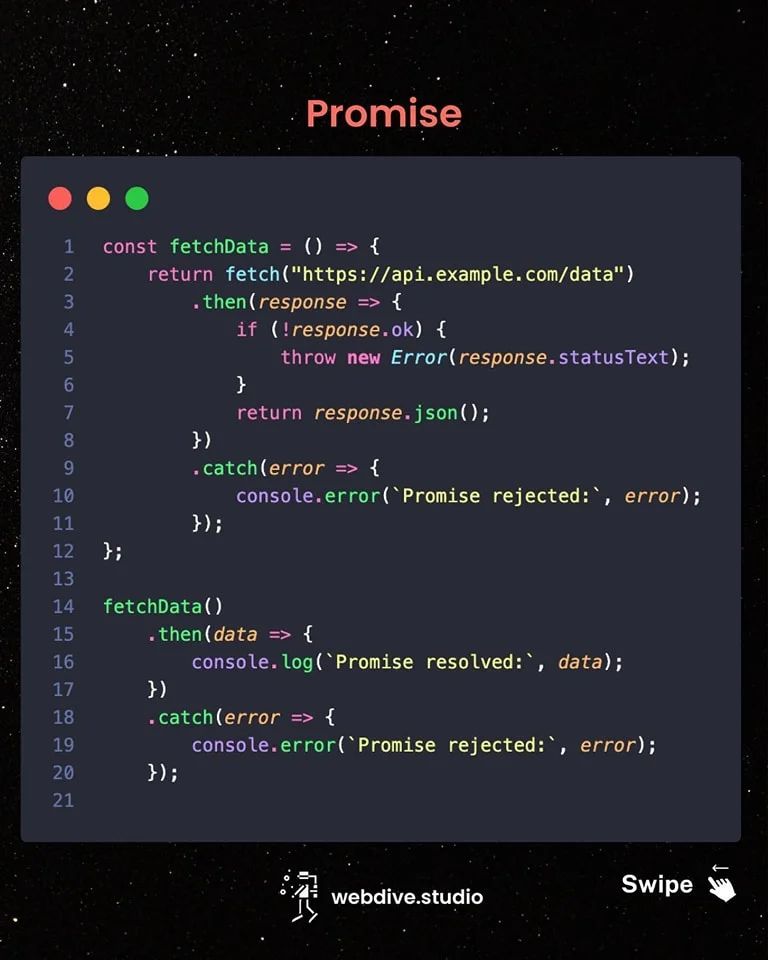 Promise
1 const fetchData = () => {
2     return fetch("https://api.example.com/data")
3         .then(response => {
4             if (!response.ok) {
5                 throw new Error(response.statusText);
6             }
7             return response.json();
8         })
9         .catch(error => {
10             console.error(`Promise rejected:`, error);
11         });
12 };
13
14 fetchData()
15     .then(data => {
16         console.log(`Promise resolved:`, data);
17     })
18     .catch(error => {
19         console.error(`Promise rejected:`, error);
20     });
21
webdive.studio
Swipe